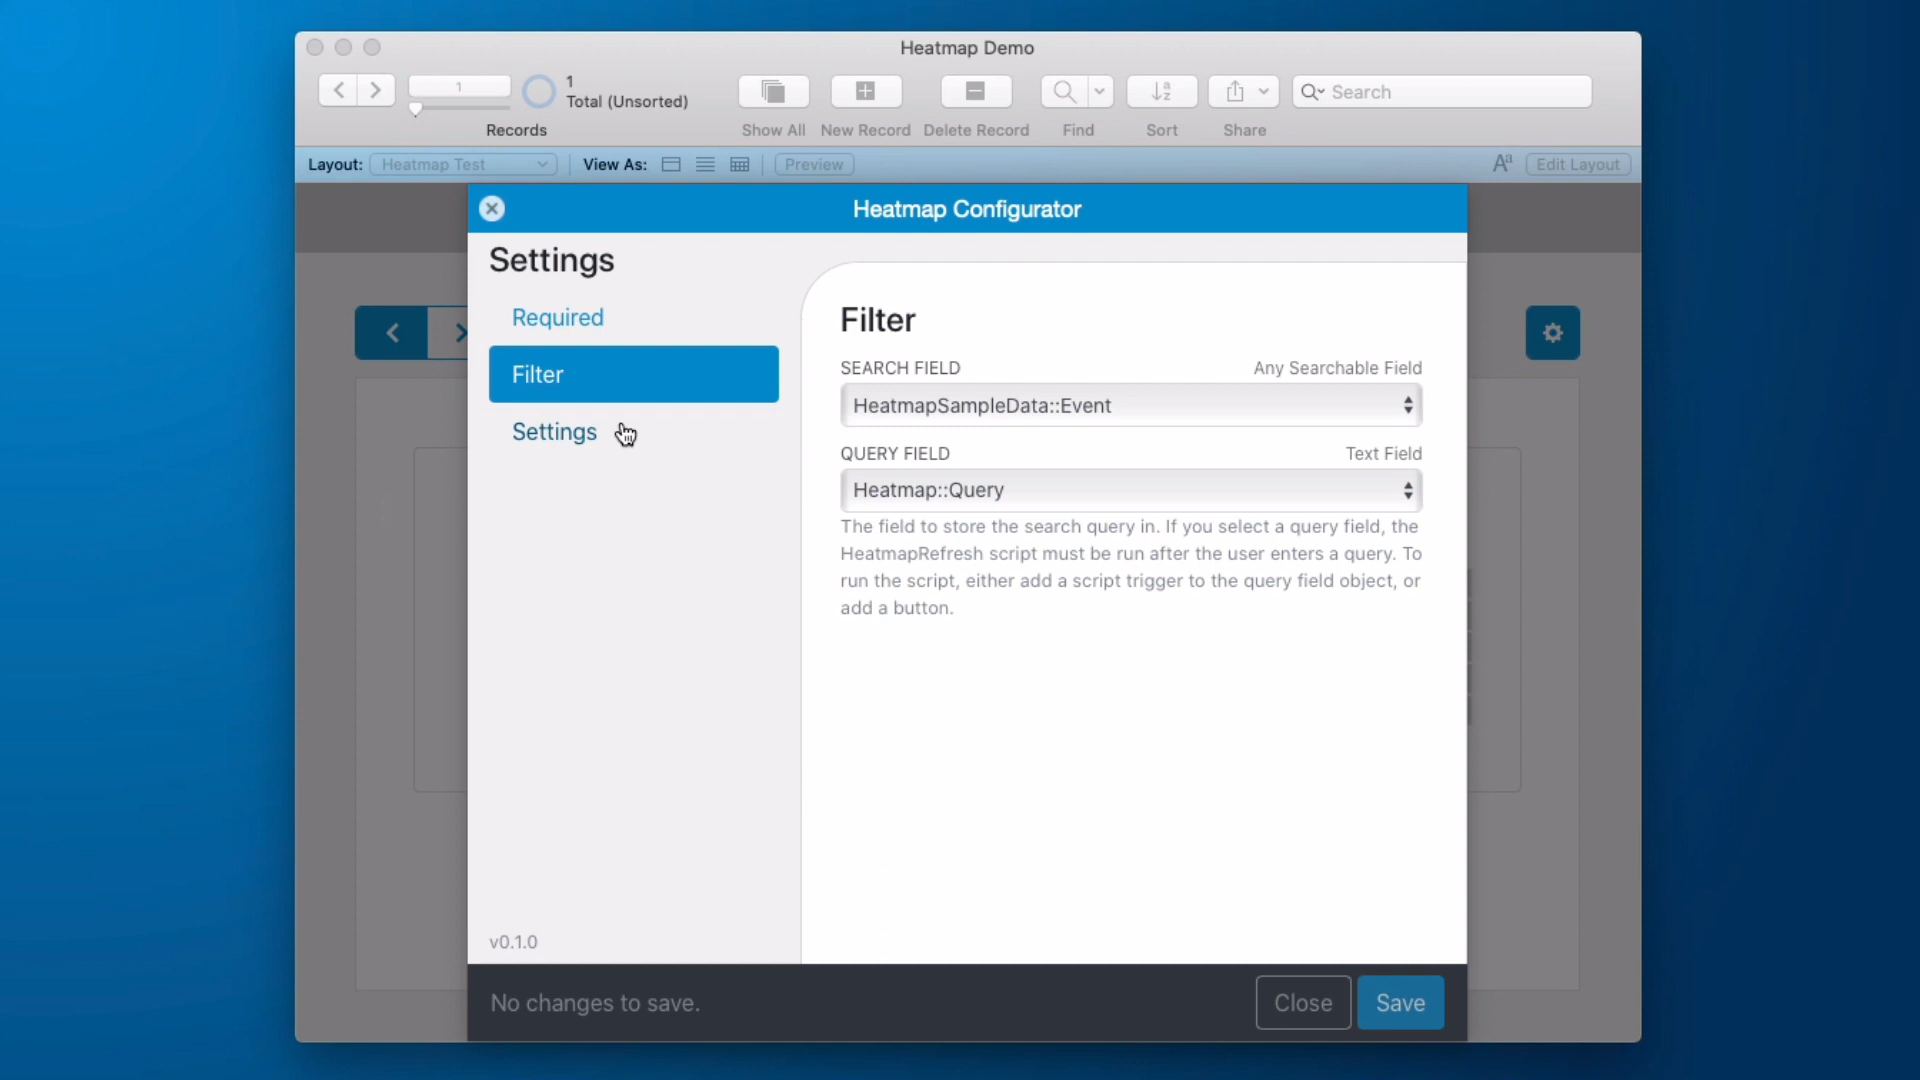 Heatmap Demo
1
1
Total (Unsorted)
Records
Show All
New Record
Delete Record
Find
Sort
Share
Search
Layout:
Heatmap Test
View As:
Preview
Aa
Edit Layout
Heatmap Configurator
Settings
Required
Filter
Settings
v0.1.0
Filter
SEARCH FIELD
Any Searchable Field
HeatmapSampleData::Event
QUERY FIELD
Text Field
Heatmap::Query
The field to store the search query in. If you select a query field, the
HeatmapRefresh script must be run after the user enters a query. To
run the script, either add a script trigger to the query field object, or
add a button.
No changes to save.
Close
Save